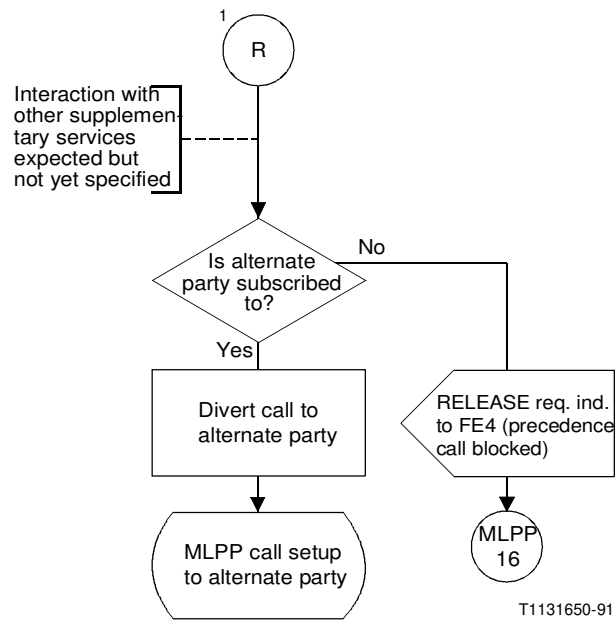 1
R
Interaction with
other supplemen-
tary services
expected but
not yet specified
No
Is alternate
party subscribed
to?
Yes
Divert call to
alternate party
RELEASE req. ind.
to FE4 (precedence
call blocked)
MLPP call setup
to alternate party
MLPP
16
T1131650-91